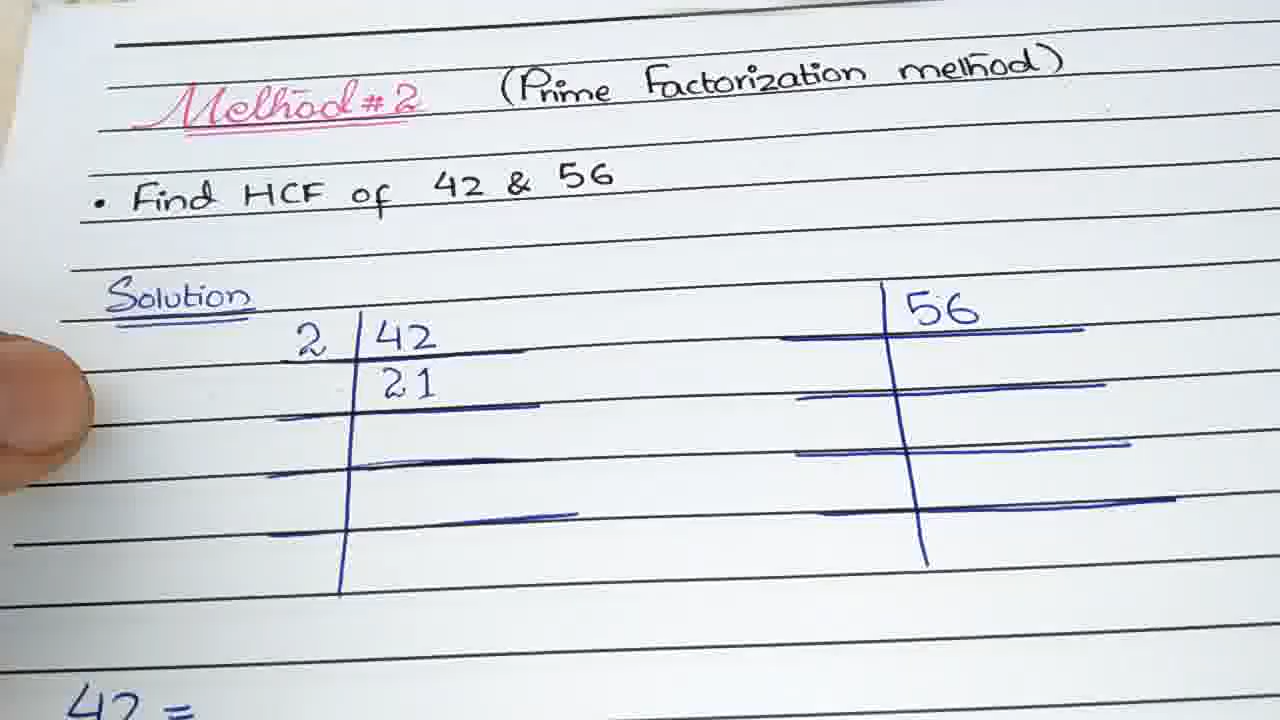 Method #2 (Prime Factorization method)
• Find HCF of 42 & 56
Solution
2 | 42
21
56
42 =